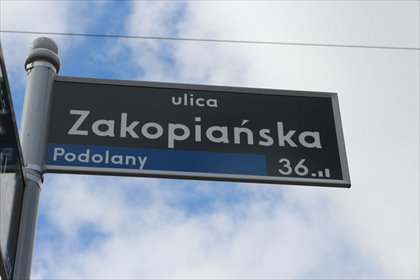 ulica
Zakopiańska
Podolany 36